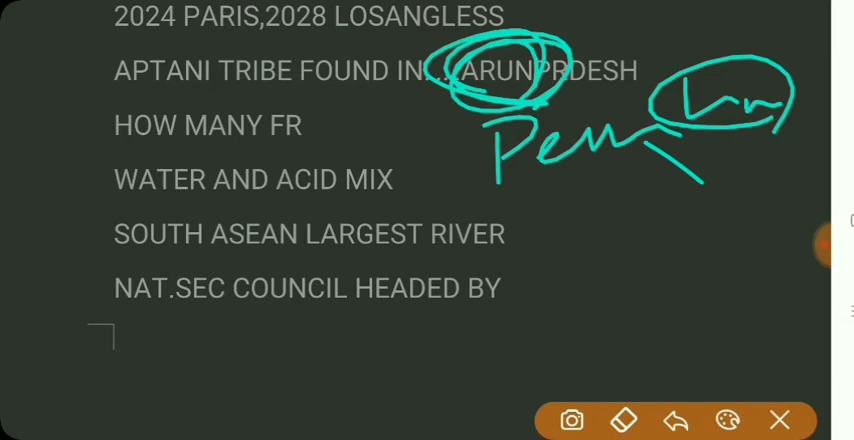 2024 PARIS,2028 LOSANGLESS
APTANI TRIBE FOUND IN....ARUNPRDESH
HOW MANY FR
WATER AND ACID MIX
SOUTH ASEAN LARGEST RIVER
NAT.SEC COUNCIL HEADED BY